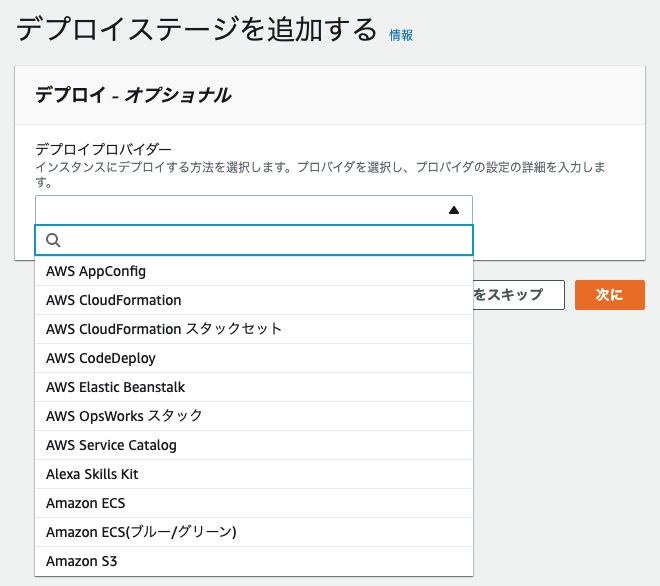 デプロイステージを追加する 情報
デプロイ - オプショナル
デプロイプロバイダー
インスタンスにデプロイする方法を選択します。プロバイダを選択し、プロバイダの設定の詳細を入力しま
す。
AWS AppConfig
AWS CloudFormation
をスキップ 次に
AWS CloudFormation スタックセット
AWS CodeDeploy
AWS Elastic Beanstalk
AWS OpsWorks スタック
AWS Service Catalog
Alexa Skills Kit
Amazon ECS
Amazon ECS(ブルー/グリーン)
Amazon S3